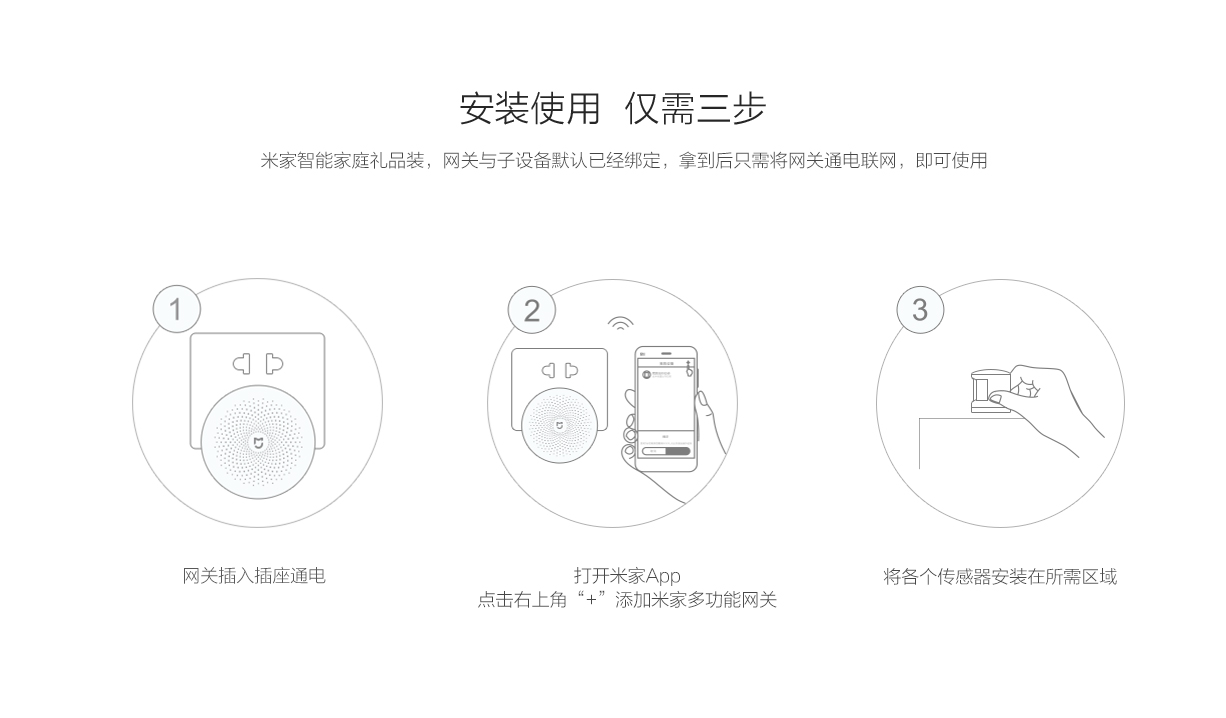 安装使用 仅需三步
米家智能家庭礼品装，网关与子设备默认已经绑定，拿到后只需将网关通电联网，即可使用
1
2
3
网关插入插座通电
打开米家App
点击右上角“+”添加米家多功能网关
将各个传感器安装在所需区域